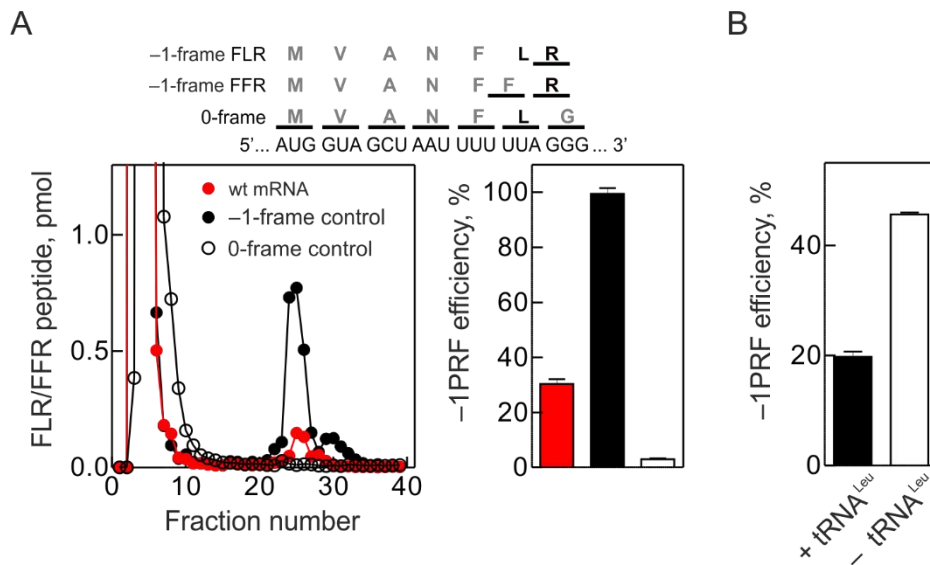 A
–1-frame FLR M V A N F L R
–1-frame FFR M V A N F F R
0-frame M V A N F L G
5'... AUG GUA GCU AAU UUU UUA GGG ... 3'
FLR/FFR peptide, pmol
1.0
0.5
0.0
0 10 20 30 40
Fraction number
wt mRNA
–1-frame control
0-frame control
–1PRF efficiency, %
100
80
60
40
20
0
B
–1PRF efficiency, %
40
20
0
+ tRNA^Leu
– tRNA^Leu